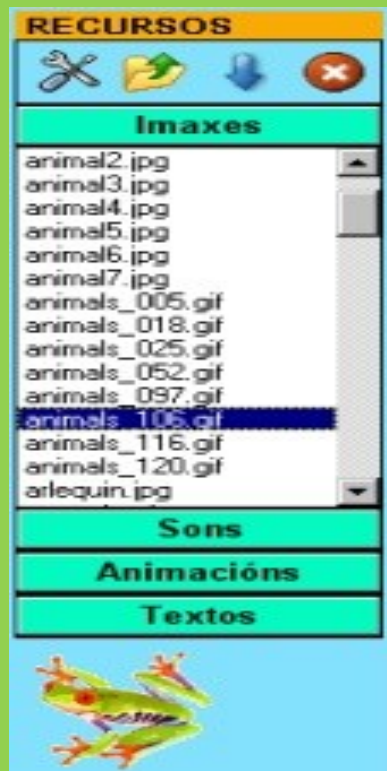 RECURSOS
Imaxes
animal2.jpg
animal3.jpg
animal4.jpg
animal5.jpg
animal6.jpg
animal7.jpg
animals_005.gif
animals_018.gif
animals_025.gif
animals_052.gif
animals_097.gif
animals_106.gif
animals_116.gif
animals_120.gif
arlequin.jpg
Sons
Animacións
Textos